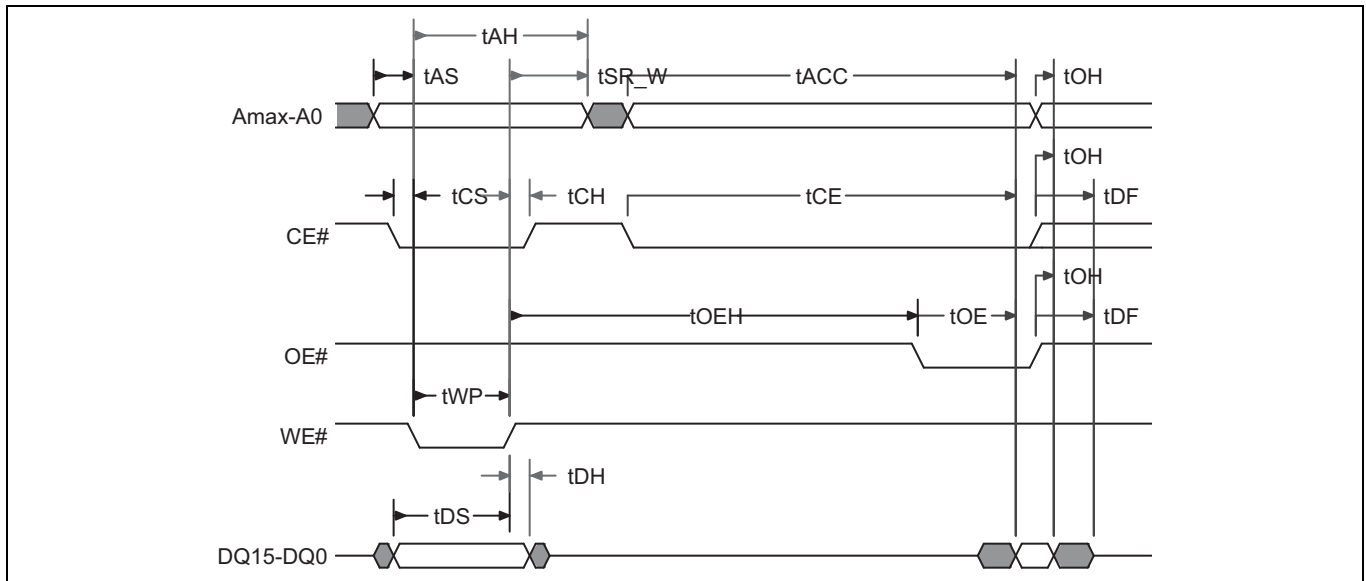 tAH
tAS tSR_W tACC tOH
Amax-A0
tOH
tCS tCH tCE tDF
CE#
tOH
tOEH tOE tDF
OE#
tWP
WE#
tDH
tDS
DQ15-DQ0